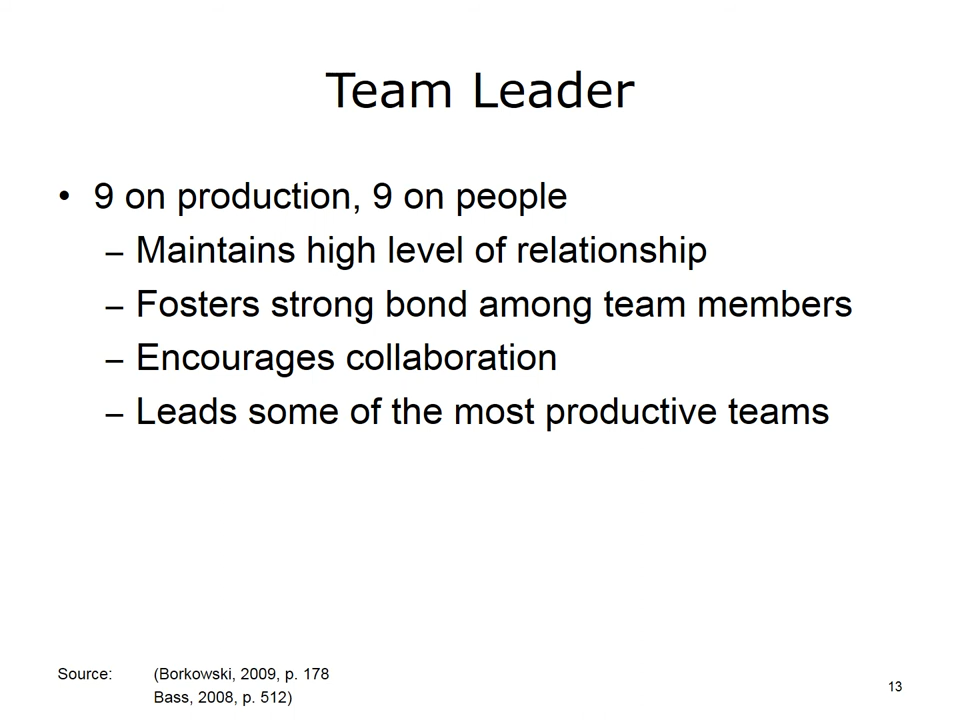 Team Leader
• 9 on production, 9 on people
– Maintains high level of relationship
– Fosters strong bond among team members
– Encourages collaboration
– Leads some of the most productive teams
Source: (Borkowski, 2009, p. 178
Bass, 2008, p. 512)
13